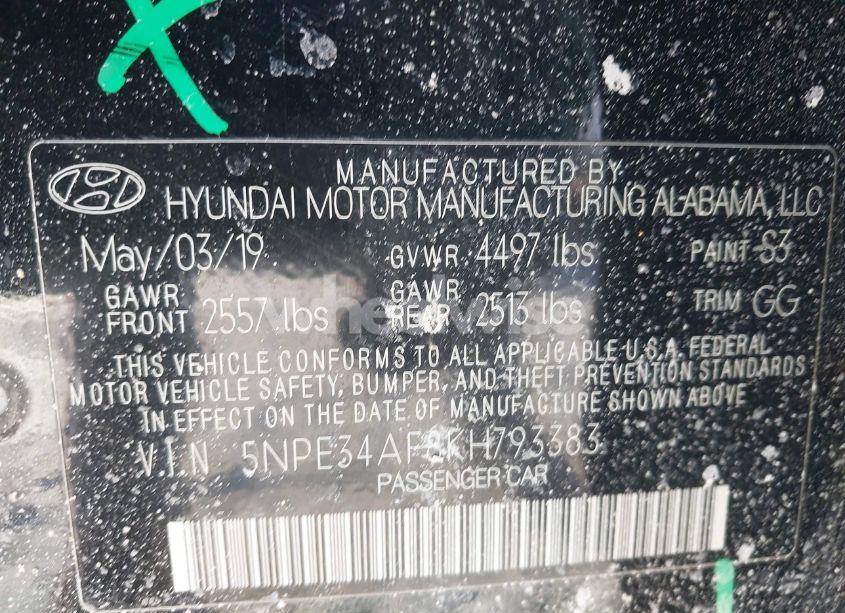 MANUFACTURED BY
HYUNDAI MOTOR MANUFACTURING ALABAMA, LLC
May/03/19 GVWR 4497 lbs PAINT S3
GAWR FRONT 2557 lbs GAWR REAR 2513 lbs TRIM GG
THIS VEHICLE CONFORMS TO ALL APPLICABLE U.S.A. FEDERAL
MOTOR VEHICLE SAFETY, BUMPER, AND THEFT PREVENTION STANDARDS
IN EFFECT ON THE DATE OF MANUFACTURE SHOWN ABOVE
V.I.N 5NPE34AF8KH793383
PASSENGER CAR